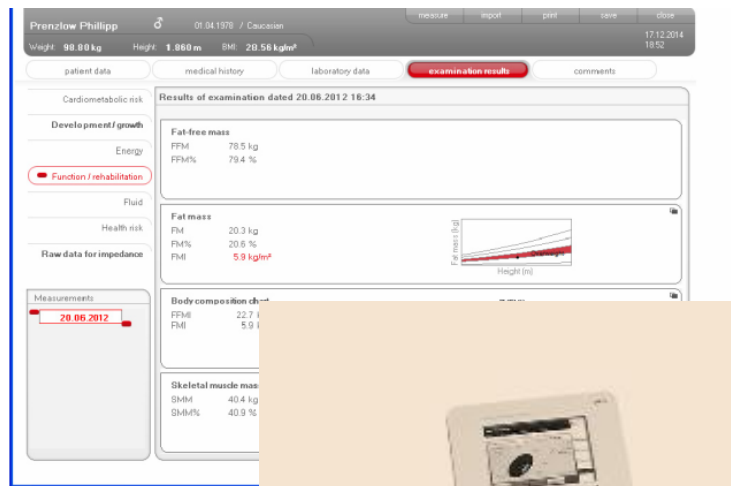 measure import print save close
Prenzlow Phillipp ♂ 01.04.1978 / Caucasian
Weight: 98.80 kg Height: 1.860 m BMI: 28.56 kg/m²
17.12.2014
18:52
patient data medical history laboratory data examination results comments
Cardiometabolic risk
Development / growth
Energy
Function / rehabilitation
Fluid
Health risk
Raw data for impedance
Measurements
20.06.2012
Results of examination dated 20.06.2012 16:34
Fat-free mass
FFM 78.5 kg
FFM% 79.4 %
Fat mass
FM 20.3 kg
FM% 20.6 %
FMI 5.9 kg/m²
Fat mass (kg)
Overweight
Height (m)
Body composition chart
FFMI 22.7
FMI 5.9
Skeletal muscle mas
SMM 40.4 kg
SMM% 40.9 %